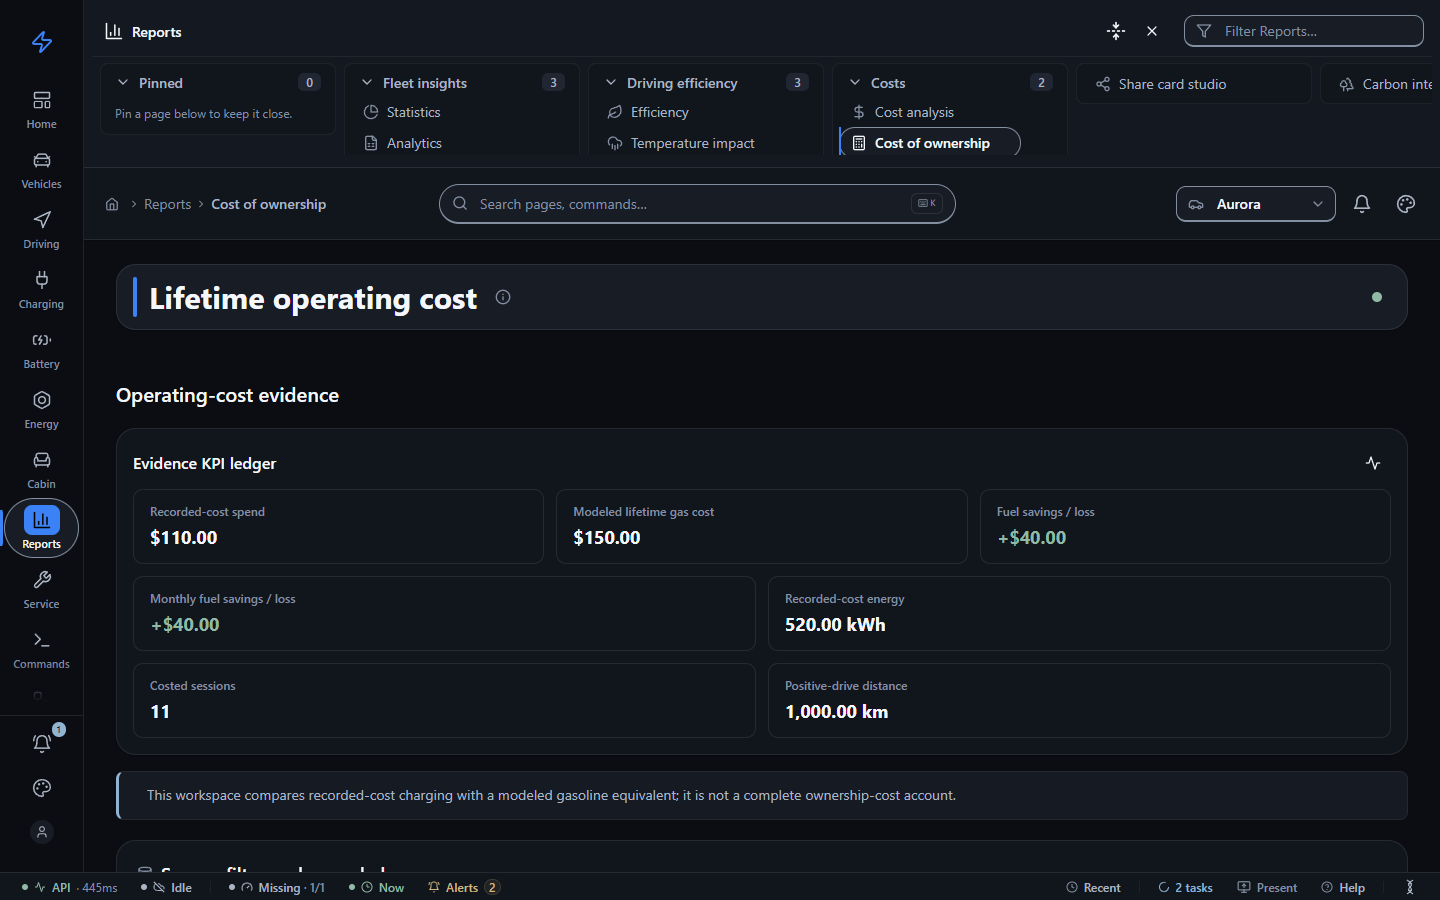 Reports
Filter Reports...
Pinned
0
Pin a page below to keep it close.
Fleet insights
3
Statistics
Analytics
Driving efficiency
3
Efficiency
Temperature impact
Costs
2
Cost analysis
Cost of ownership
Share card studio
Carbon inte
Home
Vehicles
Driving
Charging
Battery
Energy
Cabin
Reports
Service
Commands
1
Reports
Cost of ownership
Search pages, commands...
K
Aurora
Lifetime operating cost
Operating-cost evidence
Evidence KPI ledger
Recorded-cost spend
$110.00
Modeled lifetime gas cost
$150.00
Fuel savings / loss
+$40.00
Monthly fuel savings / loss
+$40.00
Recorded-cost energy
520.00 kWh
Costed sessions
11
Positive-drive distance
1,000.00 km
This workspace compares recorded-cost charging with a modeled gasoline equivalent; it is not a complete ownership-cost account.
API · 445ms
Idle
Missing · 1/1
Now
Alerts 2
Recent
2 tasks
Present
Help